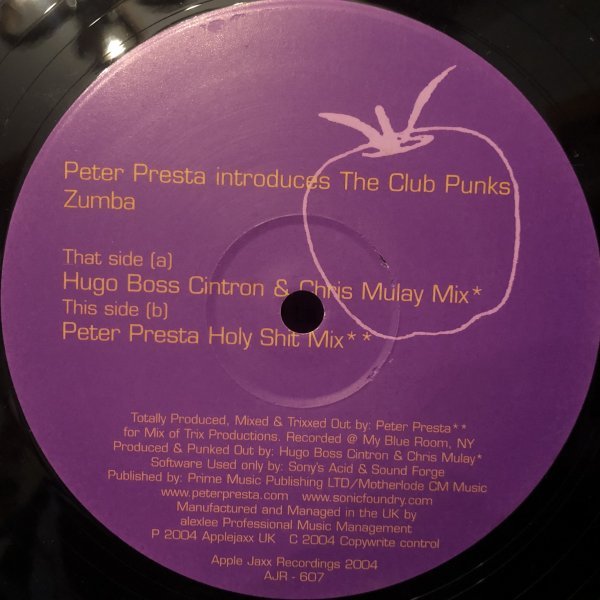 Peter Presta introduces The Club Punks
Zumba
That side (a)
Hugo Boss Cintron & Chris Mulay Mix*
This side (b)
Peter Presta Holy Shit Mix**
Totally Produced, Mixed & Trixxed Out by: Peter Presta**
for Mix of Trix Productions. Recorded @ My Blue Room, NY
Produced & Punked Out by: Hugo Boss Cintron & Chris Mulay*
Software Used only by: Sony's Acid & Sound Forge
Published by: Prime Music Publishing LTD/Motherlode CM Music
www.peterpresta.com www.sonicfoundry.com
Manufactured and Managed in the UK by
alexlee Professional Music Management
P 2004 Applejaxx UK C 2004 Copywrite control
Apple Jaxx Recordings 2004
AJR - 607